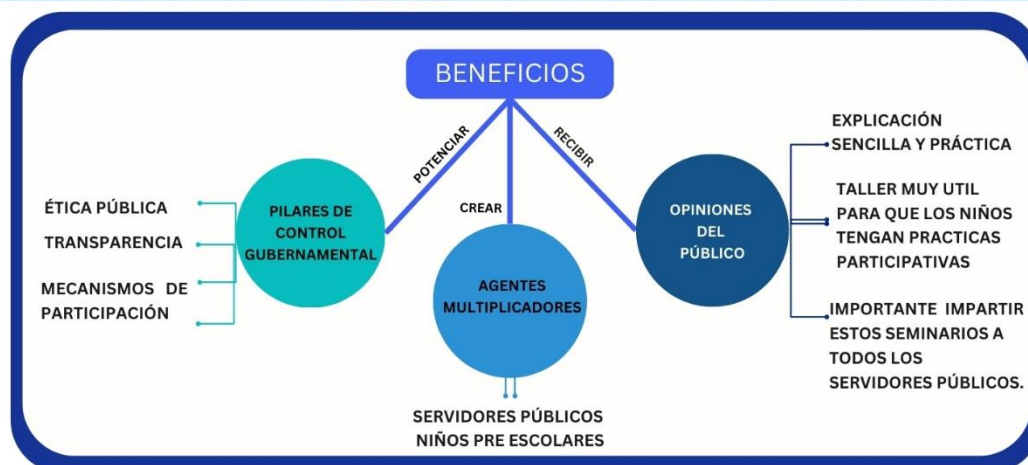 BENEFICIOS
POTENCIAR
CREAR
RECIBIR
PILARES DE
CONTROL
GUBERNAMENTAL
ÉTICA PÚBLICA
TRANSPARENCIA
MECANISMOS DE
PARTICIPACIÓN
AGENTES
MULTIPLICADORES
SERVIDORES PÚBLICOS
NIÑOS PRE ESCOLARES
OPINIONES
DEL
PÚBLICO
EXPLICACIÓN
SENCILLA Y PRÁCTICA
TALLER MUY UTIL
PARA QUE LOS NIÑOS
TENGAN PRACTICAS
PARTICIPATIVAS
IMPORTANTE IMPARTIR
ESTOS SEMINARIOS A
TODOS LOS
SERVIDORES PÚBLICOS.